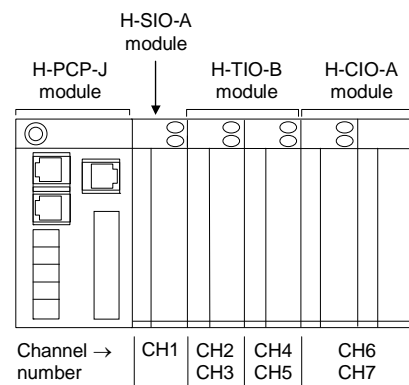 H-SIO-A
module
H-PCP-J
module
H-TIO-B
module
H-CIO-A
module
Channel →
number
CH1
CH2
CH3
CH4
CH5
CH6
CH7